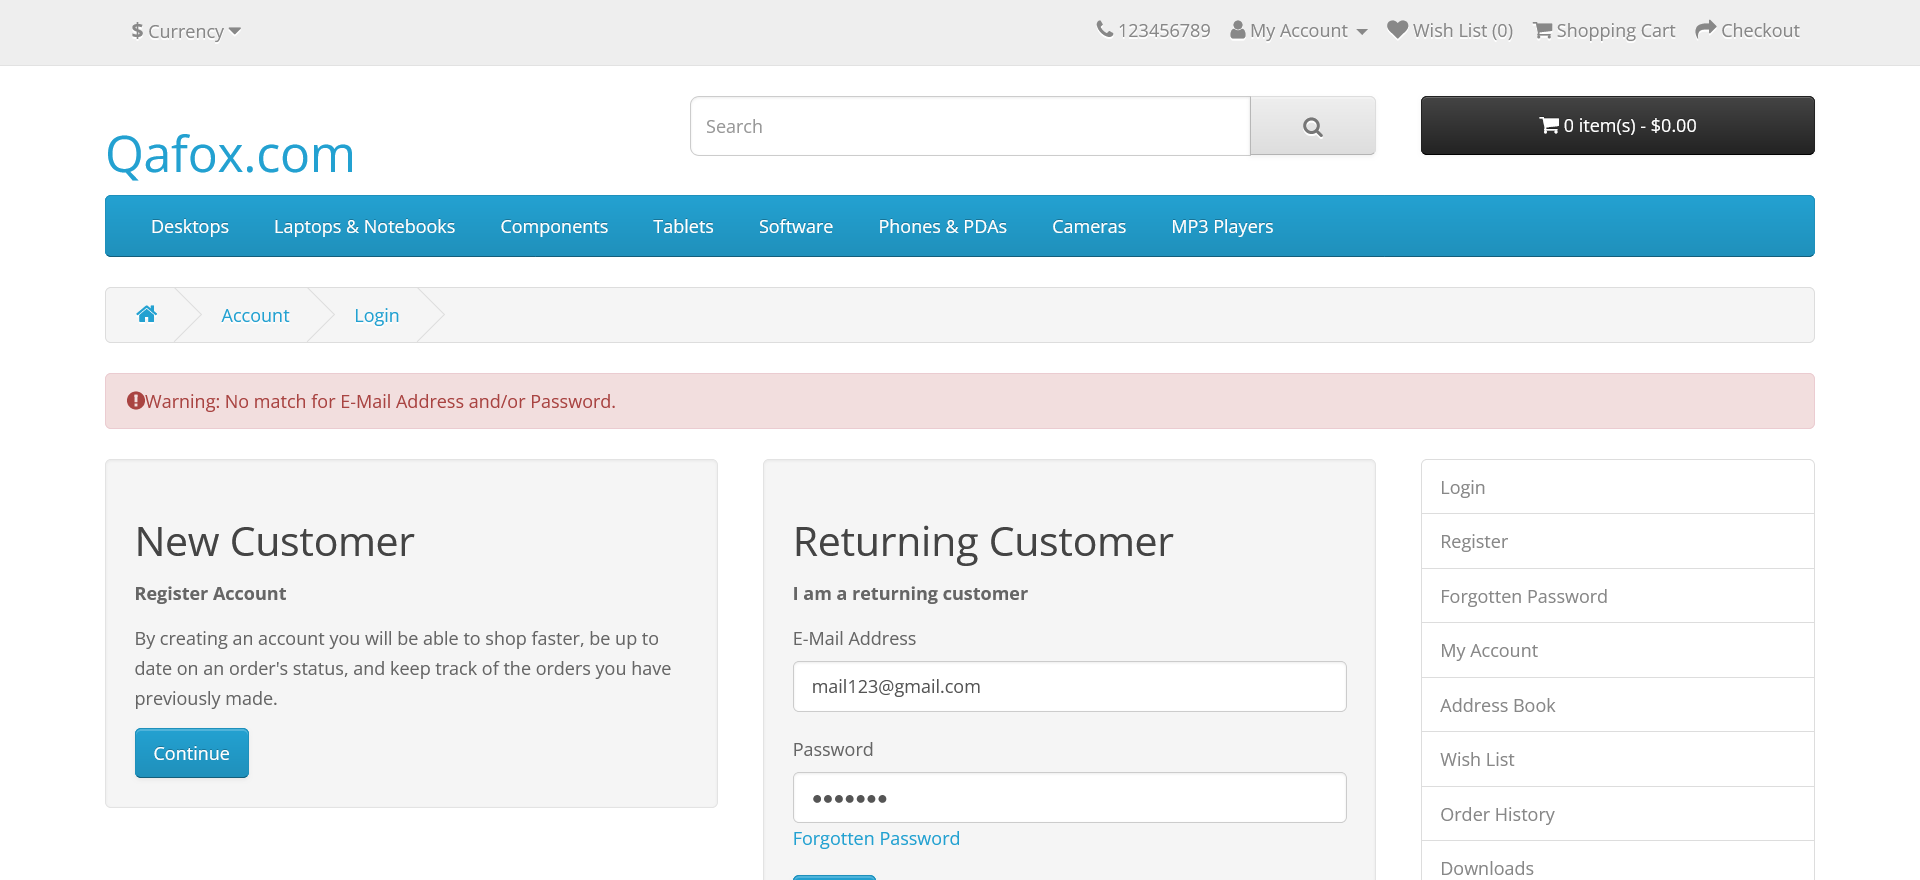 $ Currency
123456789 My Account Wish List (0) Shopping Cart Checkout
Qafox.com
Search
0 item(s) - $0.00
Desktops Laptops & Notebooks Components Tablets Software Phones & PDAs Cameras MP3 Players
Account Login
Warning: No match for E-Mail Address and/or Password.
New Customer
Register Account
By creating an account you will be able to shop faster, be up to
date on an order's status, and keep track of the orders you have
previously made.
Continue
Returning Customer
I am a returning customer
E-Mail Address
mail123@gmail.com
Password
•••••••
Forgotten Password
Login
Register
Forgotten Password
My Account
Address Book
Wish List
Order History
Downloads